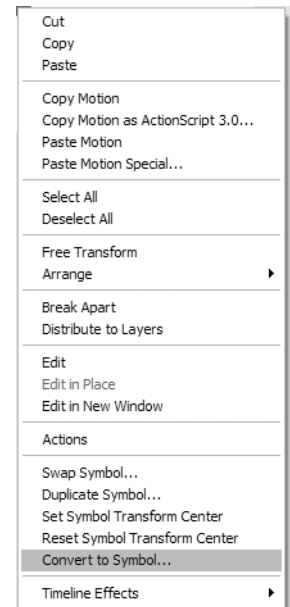 Cut
Copy
Paste
Copy Motion
Copy Motion as ActionScript 3.0...
Paste Motion
Paste Motion Special...
Select All
Deselect All
Free Transform
Arrange
Break Apart
Distribute to Layers
Edit
Edit in Place
Edit in New Window
Actions
Swap Symbol...
Duplicate Symbol...
Set Symbol Transform Center
Reset Symbol Transform Center
Convert to Symbol...
Timeline Effects